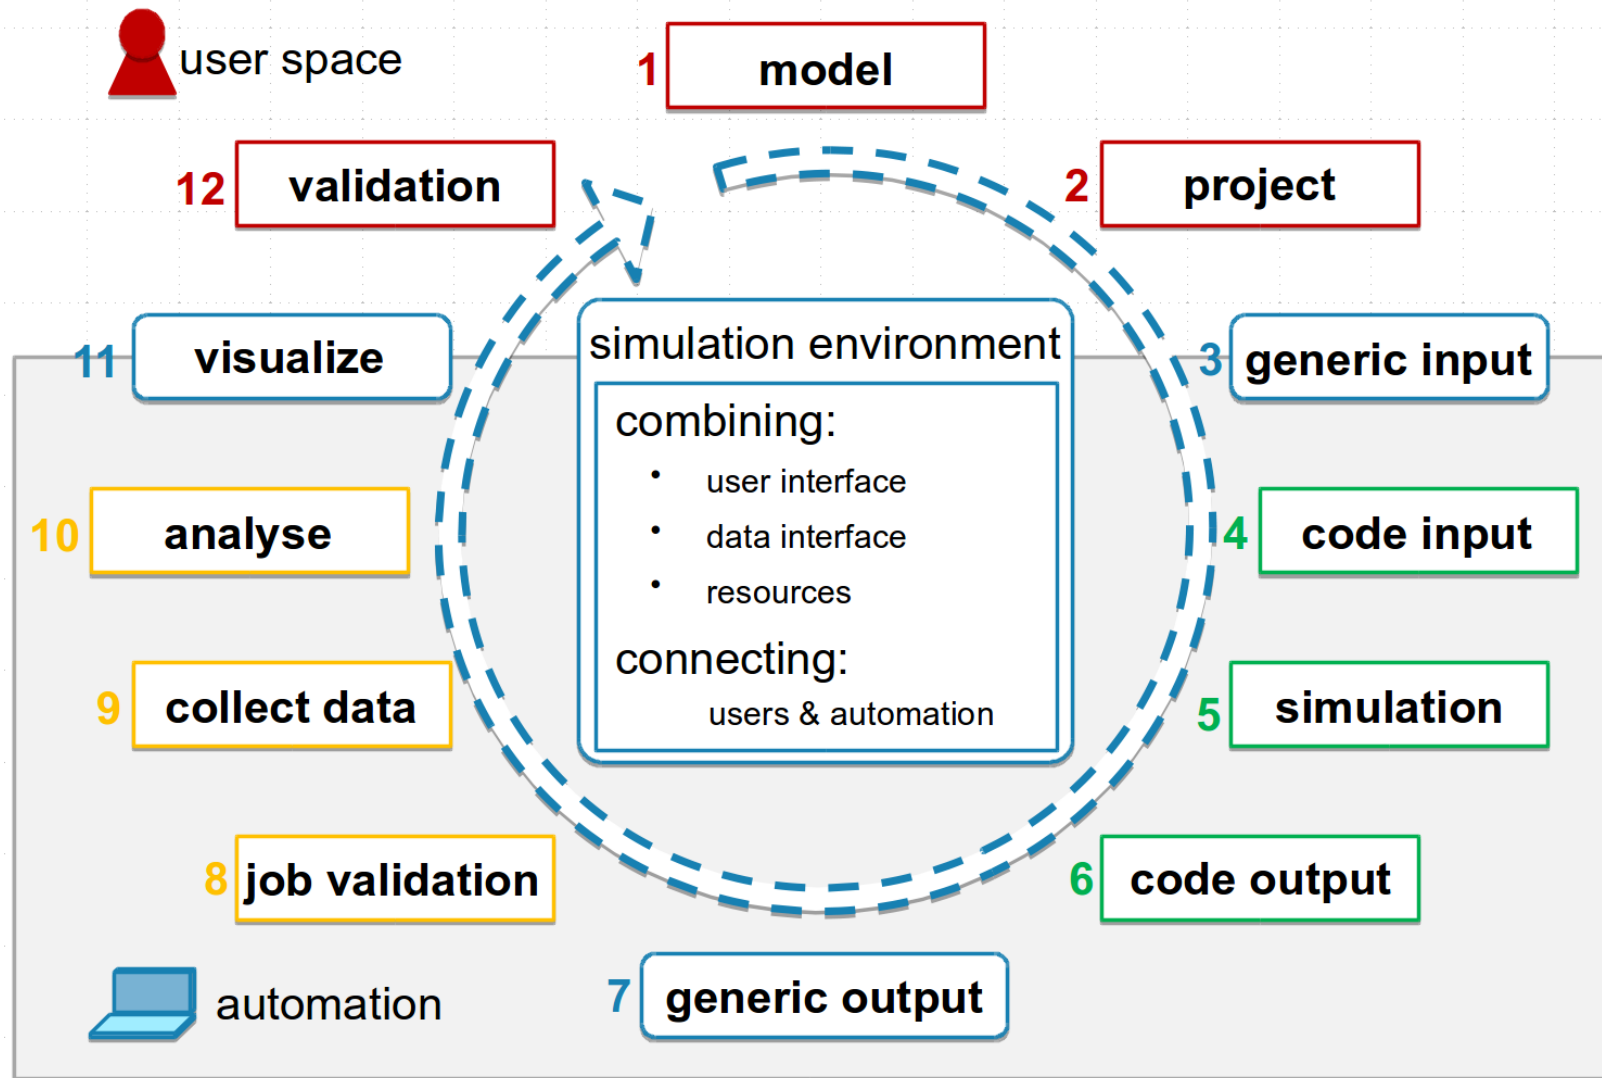 user space
1 model
12 validation
2 project
11 visualize
simulation environment
3 generic input
combining:
• user interface
• data interface
• resources
connecting:
users & automation
10 analyse
4 code input
9 collect data
5 simulation
8 job validation
6 code output
automation
7 generic output